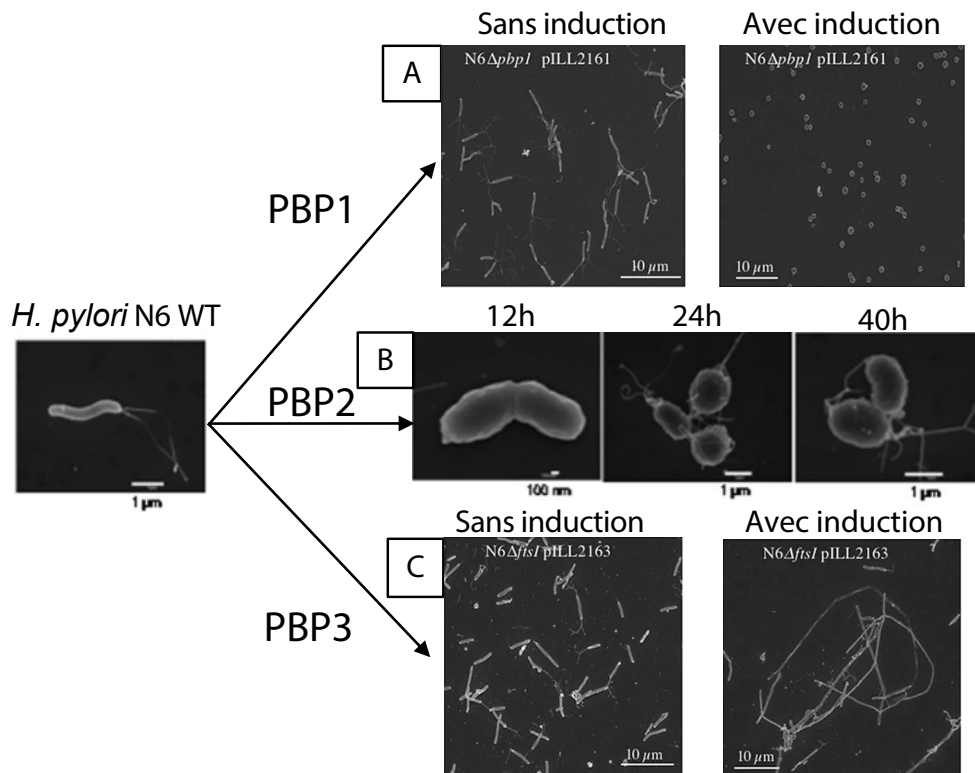 Sans induction
Avec induction
A
N6Δpbp1 pILL2161
N6Δpbp1 pILL2161
10 µm
10 µm
PBP1
H. pylori N6 WT
1 µm
12h
24h
40h
B
PBP2
100 nm
1 µm
1 µm
Sans induction
Avec induction
C
N6ΔftsI pILL2163
N6ΔftsI pILL2163
PBP3
10 µm
10 µm